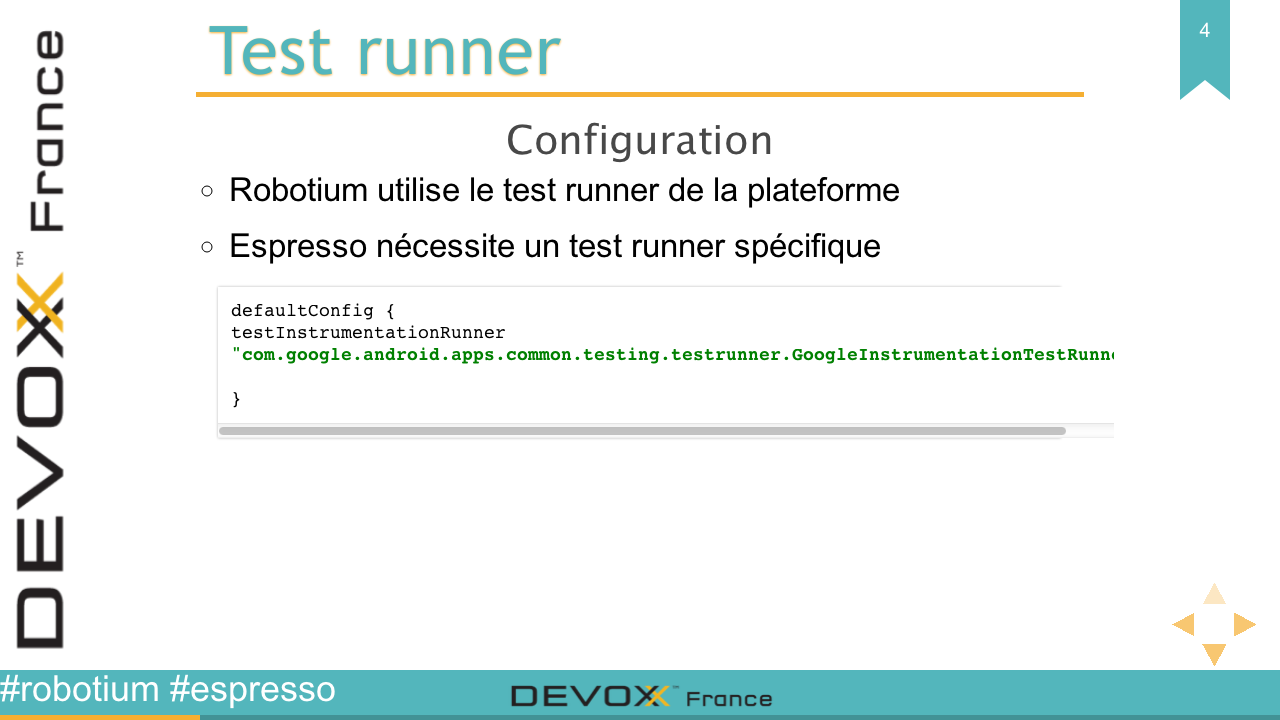 Test runner
4
Configuration
Robotium utilise le test runner de la plateforme
Espresso nécessite un test runner spécifique
defaultConfig {
testInstrumentationRunner
"com.google.android.apps.common.testing.testrunner.GoogleInstrumentationTestRunn
}
DEVOXX™ France
#robotium #espresso
DEVOXX™ France